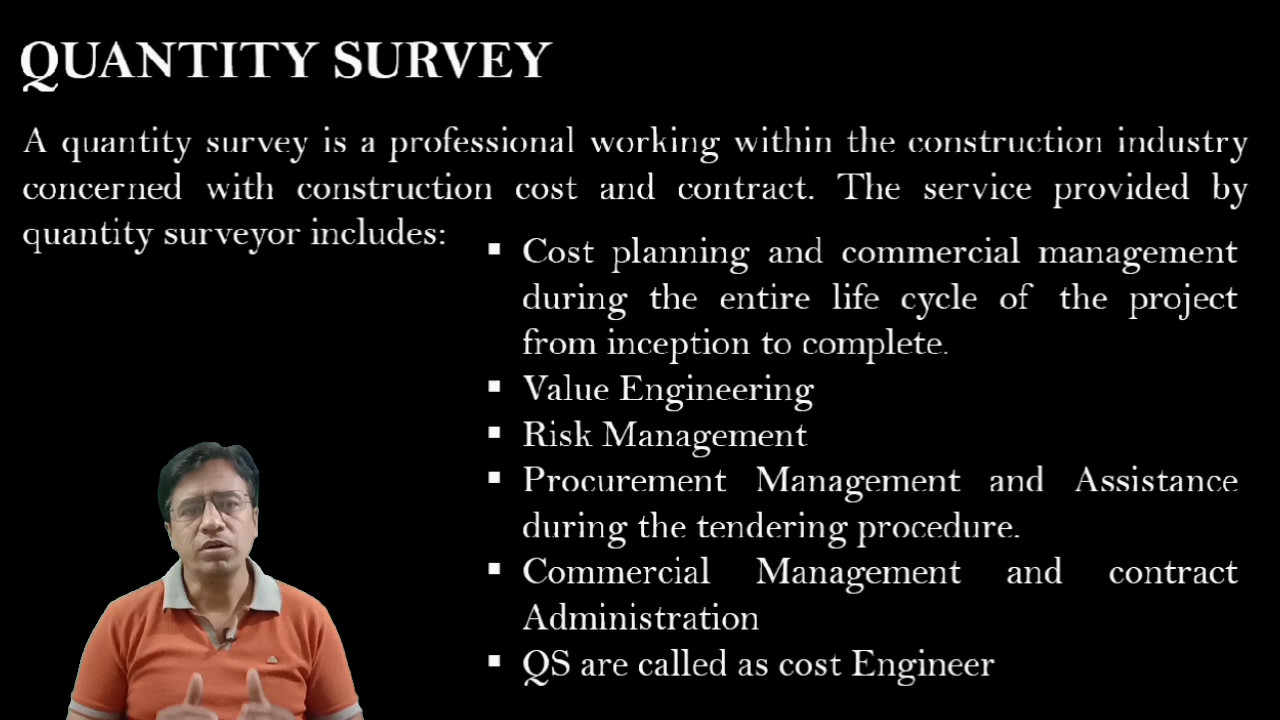 QUANTITY SURVEY
A quantity survey is a professional working within the construction industry
concerned with construction cost and contract. The service provided by
quantity surveyor includes:
▪ Cost planning and commercial management
during the entire life cycle of the project
from inception to complete.
▪ Value Engineering
▪ Risk Management
▪ Procurement Management and Assistance
during the tendering procedure.
▪ Commercial Management and contract
Administration
▪ QS are called as cost Engineer